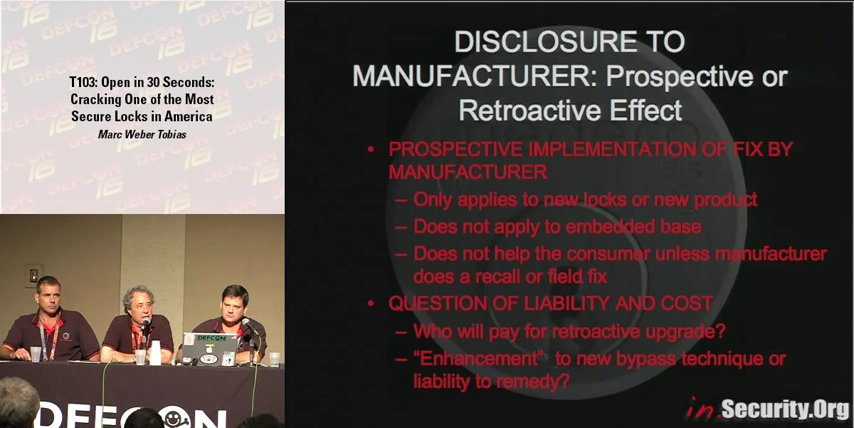 DEFCON 16
T103: Open in 30 Seconds:
Cracking One of the Most
Secure Locks in America
Marc Weber Tobias
DEFCON
DEFCON
DISCLOSURE TO
MANUFACTURER: Prospective or
Retroactive Effect
• PROSPECTIVE IMPLEMENTATION OF FIX BY
MANUFACTURER
– Only applies to new locks or new product
– Does not apply to embedded base
– Does not help the consumer unless manufacturer
does a recall or field fix
• QUESTION OF LIABILITY AND COST
– Who will pay for retroactive upgrade?
– “Enhancement” to new bypass technique or
liability to remedy?
in.Security.Org